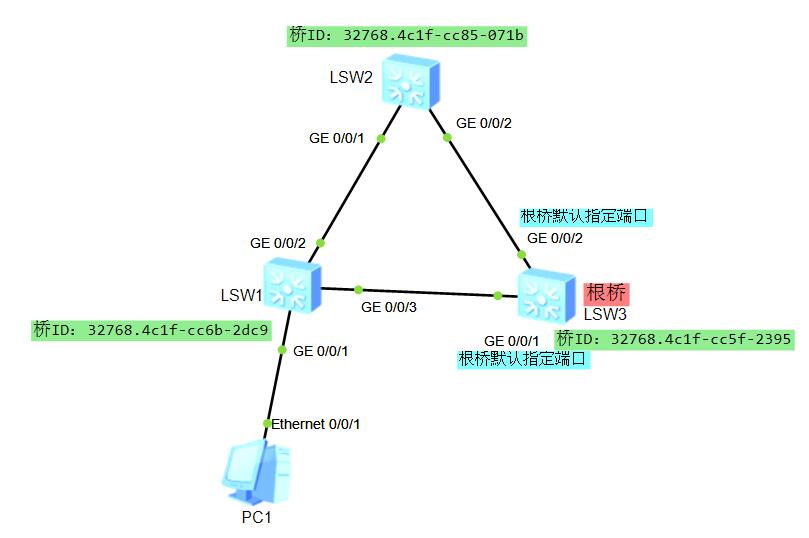 桥ID: 32768.4c1f-cc85-071b
LSW2
GE 0/0/2
GE 0/0/1
根桥默认指定端口
GE 0/0/2
GE 0/0/2
根桥
LSW1
GE 0/0/3
LSW3
桥ID: 32768.4c1f-cc6b-2dc9
GE 0/0/1
桥ID: 32768.4c1f-cc5f-2395
GE 0/0/1
根桥默认指定端口
Ethernet 0/0/1
PC1